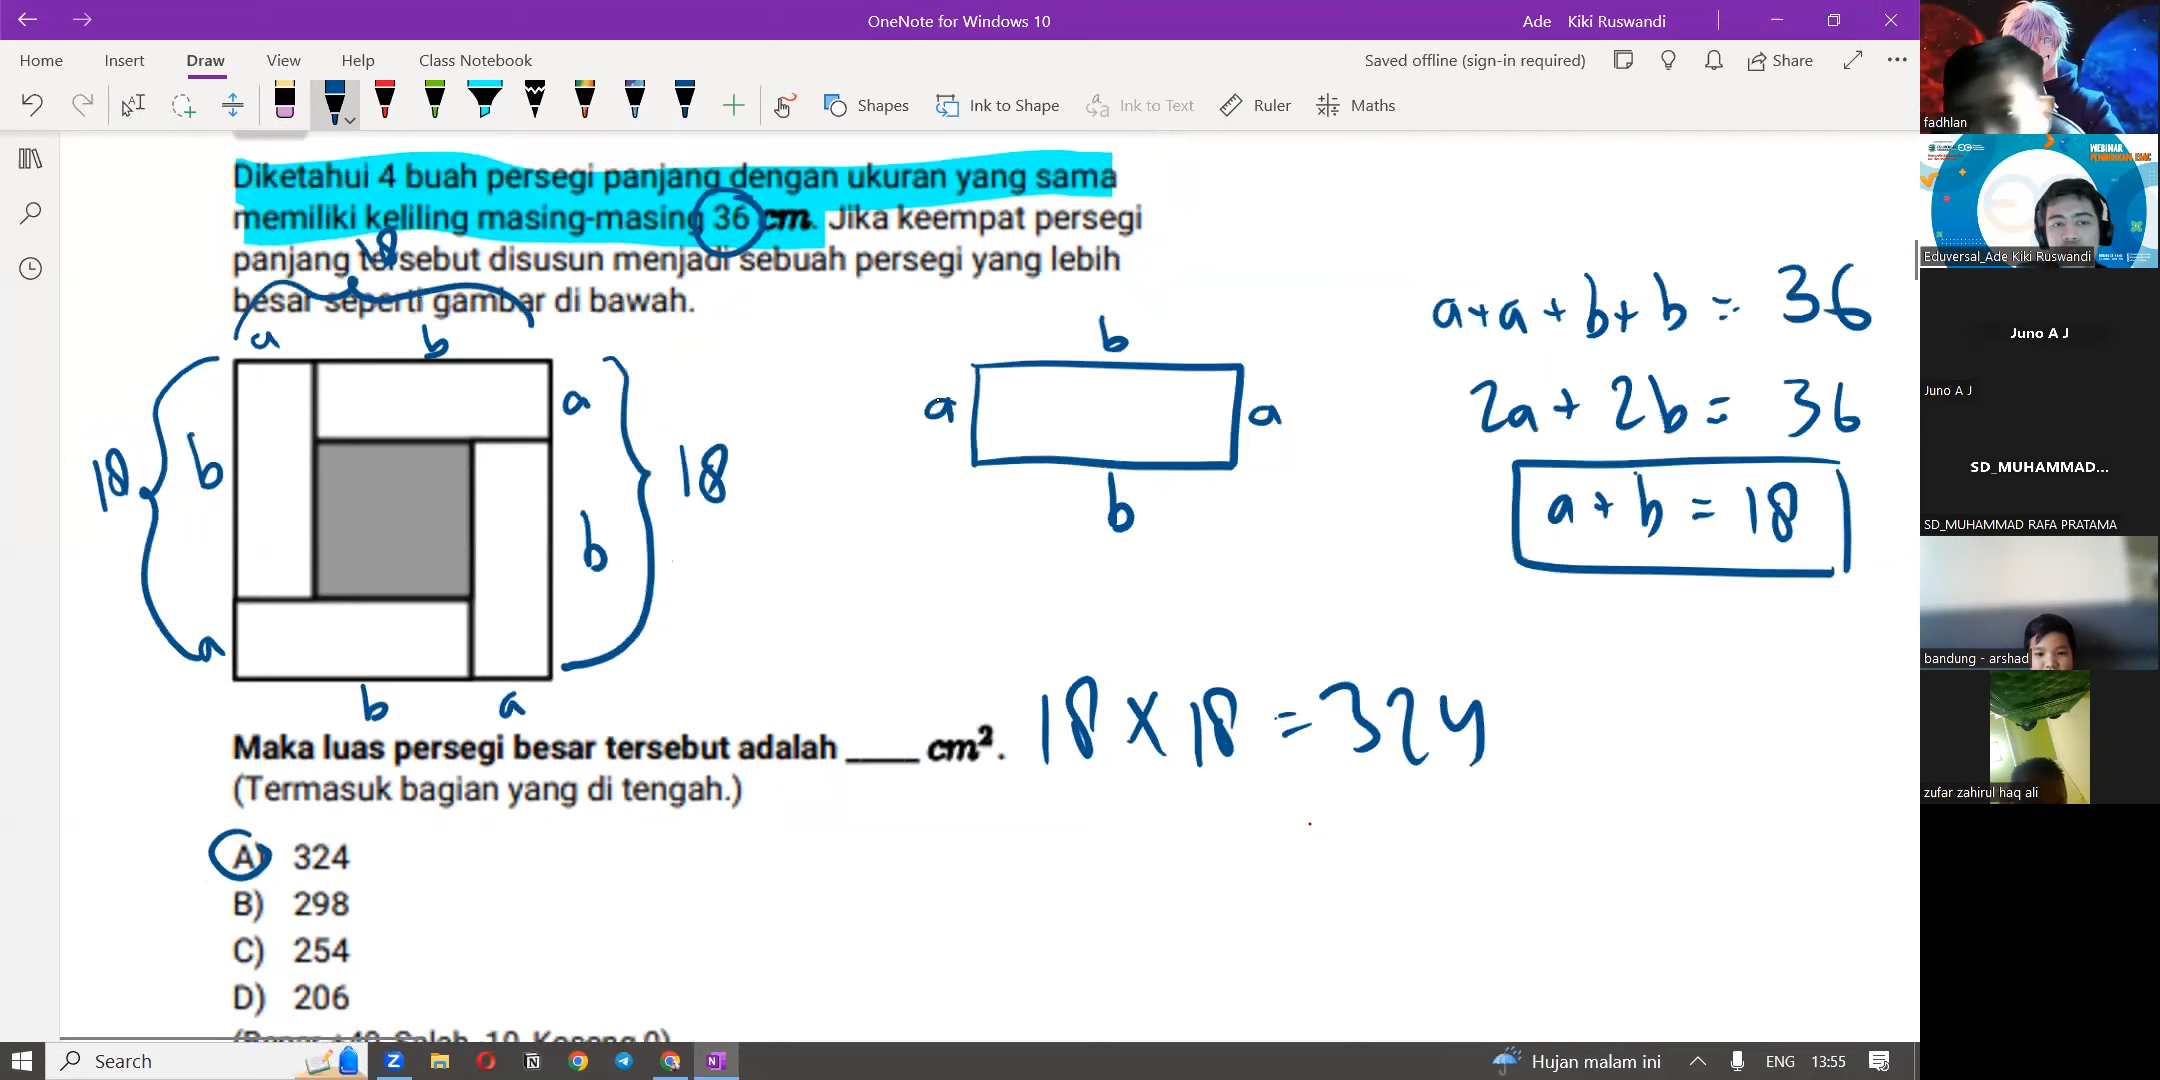 OneNote for Windows 10
Ade Kiki Ruswandi
Home Insert Draw View Help Class Notebook
Saved offline (sign-in required)
Share
Shapes Ink to Shape Ink to Text Ruler Maths
Diketahui 4 buah persegi panjang dengan ukuran yang sama
memiliki keliling masing-masing 36 cm. Jika keempat persegi
panjang tersebut disusun menjadi sebuah persegi yang lebih
besar seperti gambar di bawah.
18
a b
18 b a
a b 18
b a
b
a a
b
a+a+b+b = 36
2a + 2b = 36
a + b = 18
Maka luas persegi besar tersebut adalah ____ cm².
18 x 18 = 324
(Termasuk bagian yang di tengah.)
A) 324
B) 298
C) 254
D) 206
fadhlan
WEBINAR
Eduversal_Ade Kiki Ruswandi
Juno A J
Juno A J
SD_MUHAMMAD...
SD_MUHAMMAD RAFA PRATAMA
bandung - arshad
zufar zahirul haq ali
Search
Hujan malam ini
ENG 13:55